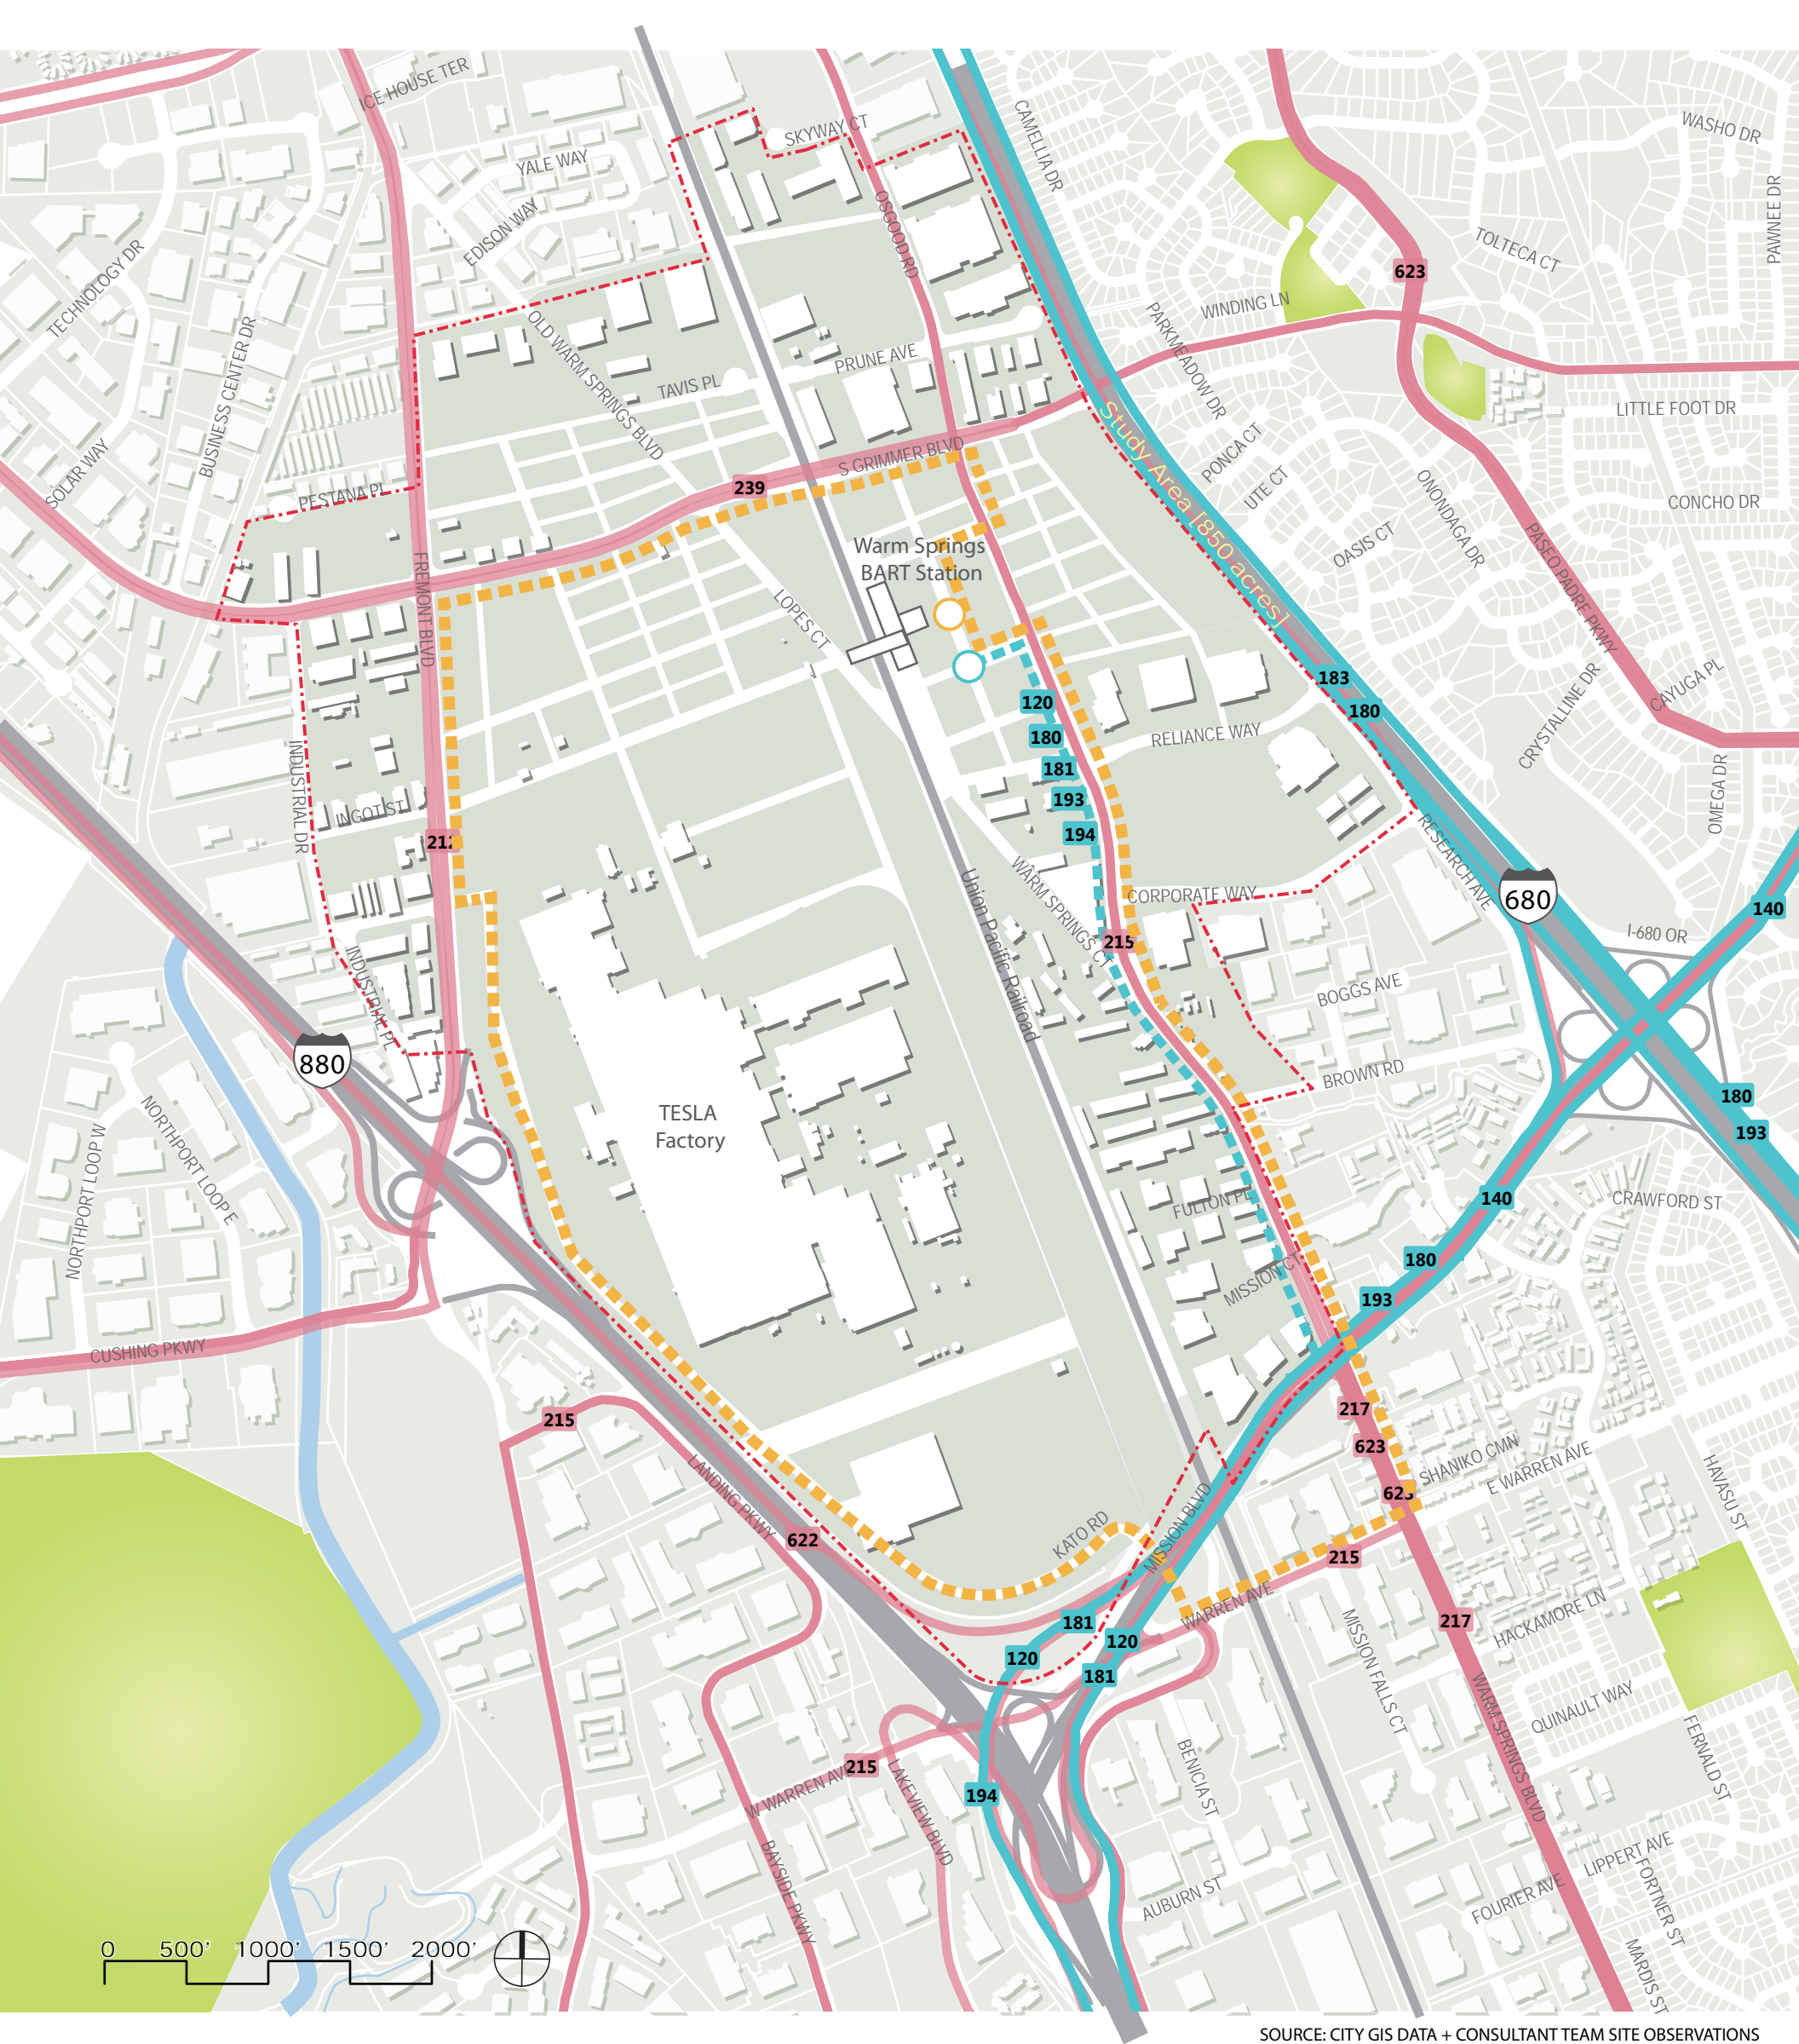 ICE HOUSE TER
SKYWAY CT
CAMELLIA DR
WASHO DR
YALE WAY
EDISON WAY
OSGOOD RD
PAWNEE DR
TOLTECA CT
TECHNOLOGY DR
623
WINDING LN
PARKMEADOW DR
OLD WARM SPRINGS BLVD
BUSINESS CENTER DR
PRUNE AVE
TAVIS PL
LITTLE FOOT DR
Study Area [850 acres]
S GRIMMER BLVD
PONCA CT
SOLAR WAY
239
UTE CT
PESTANA PL
ONONDAGA DR
CONCHO DR
OASIS CT
PASEO PADRE PKWY
Warm Springs
BART Station
FREMONT BLVD
LOPES CT
183
180
CAYUGA PL
CRYSTALLINE DR
120
180
181
193
194
RELIANCE WAY
OMEGA DR
INDUSTRIAL DR
INGOT ST
212
RESEARCH AVE
WARM SPRINGS CT
CORPORATE WAY
680
140
Union Pacific Railroad
215
I-680 OR
INDUSTRIAL PL
BOGGS AVE
880
BROWN RD
180
193
TESLA
Factory
NORTHPORT LOOP W
NORTHPORT LOOP E
140
CRAWFORD ST
FULTON PL
180
MISSION CT
193
CUSHING PKWY
215
217
623
SHANIKO CMN
E WARREN AVE
HAVASU ST
LANDING PKWY
623
622
KATO RD
MISSION BLVD
215
WARREN AVE
HACKAMORE LN
217
181
120
120
181
MISSION FALLS CT
WARM SPRINGS BLVD
QUINAULT WAY
FERNALD ST
215
W WARREN AVE
LAKEVIEW BLVD
194
BENICIA ST
BAYSIDE PKWY
LIPPERT AVE
FORTNER ST
AUBURN ST
FOURIER AVE
MARDIS ST
0 500' 1000' 1500' 2000'
SOURCE: CITY GIS DATA + CONSULTANT TEAM SITE OBSERVATIONS